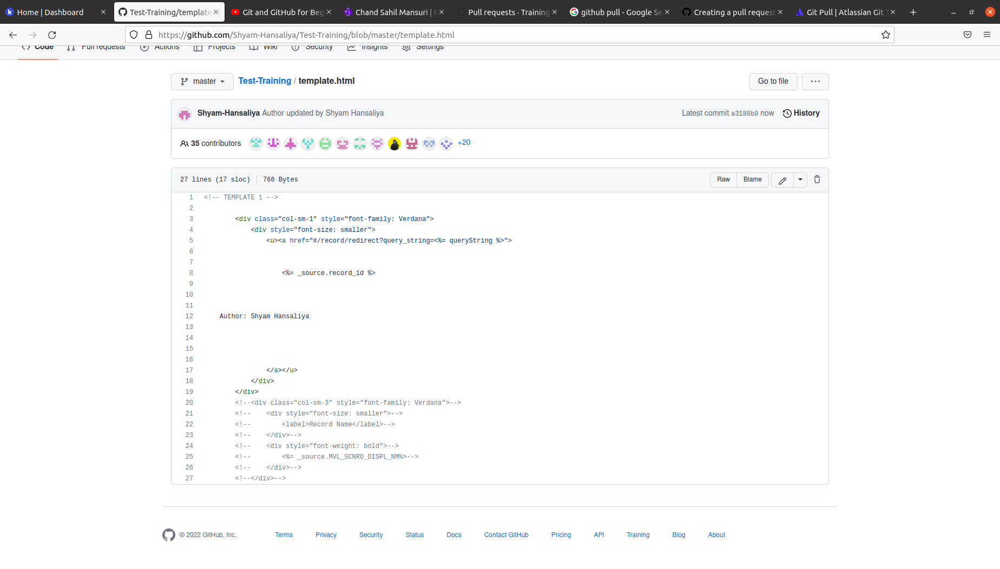 Home | Dashboard
Test-Training/template
Git and GitHub for Beg
Chand Sahil Mansuri |
Pull requests · Training
github pull - Google Se
Creating a pull request
Git Pull | Atlassian Git
https://github.com/Shyam-Hansaliya/Test-Training/blob/master/template.html
Code Pull requests Actions Projects Wiki Security Insights Settings
master Test-Training / template.html Go to file ...
Shyam-Hansaliya Author updated by Shyam Hansaliya Latest commit a3188b0 now History
35 contributors +20
27 lines (17 sloc) 766 Bytes Raw Blame
1 <!-- TEMPLATE 1 -->
2
3 <div class="col-sm-1" style="font-family: Verdana">
4 <div style="font-size: smaller">
5 <u><a href="#/record/redirect?query_string=<%= queryString %>">
6
7
8 <%= _source.record_id %>
9
10
11
12 Author: Shyam Hansaliya
13
14
15
16
17 </a></u>
18 </div>
19 </div>
20 <!--<div class="col-sm-3" style="font-family: Verdana">-->
21 <!-- <div style="font-size: smaller">-->
22 <!-- <label>Record Name</label>-->
23 <!-- </div>-->
24 <!-- <div style="font-weight: bold">-->
25 <!-- <%= _source.MVL_SCNRO_DISPL_NM%>-->
26 <!-- </div>-->
27 <!--</div>-->
© 2022 GitHub, Inc. Terms Privacy Security Status Docs Contact GitHub Pricing API Training Blog About